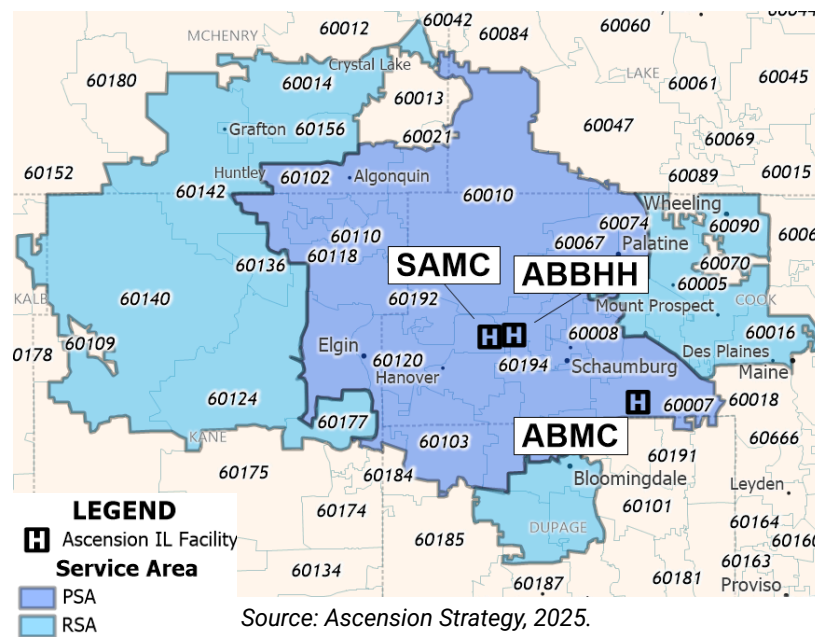 60042
60012
60084
60060
MCHENRY
Crystal Lake
60180
60014
60013
LAKE
60061
60045
Grafton
60156
60021
60047
60069
60152
Huntley
60102
Algonquin
60089
60015
60142
60010
Wheeling
60110
60118
60067
60074
Palatine
60090
60136
SAMC
ABBHH
60070
60005
KALB
60140
60192
Mount Prospect
COOK
60109
Elgin
60008
60016
0178
60120
Hanover
60194
Schaumburg
Des Plaines
Maine
60124
60177
60007
60018
KANE
60103
ABMC
60666
60175
60184
60191
Bloomingdale
Leyden
60174
60101
60185
DUPAGE
60164
60134
60163
60187
60181
Proviso
LEGEND
H Ascension IL Facility
Service Area
PSA
RSA
Source: Ascension Strategy, 2025.